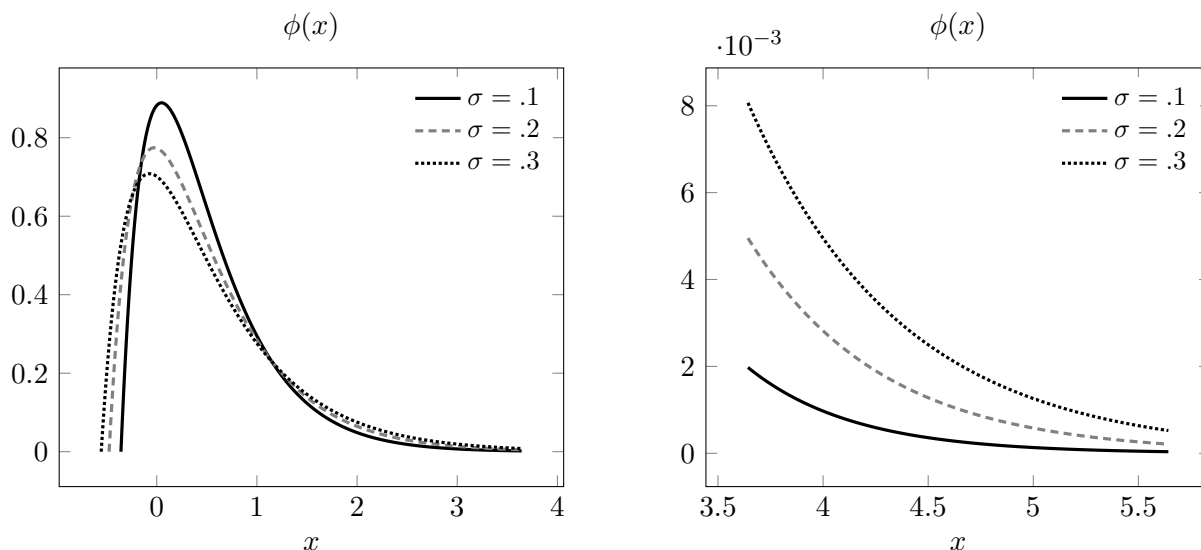 ϕ(x)
0.8
0.6
0.4
0.2
0
0 1 2 3 4
x
σ = .1
σ = .2
σ = .3
ϕ(x)
·10⁻³
8
6
4
2
0
3.5 4 4.5 5 5.5
x
σ = .1
σ = .2
σ = .3